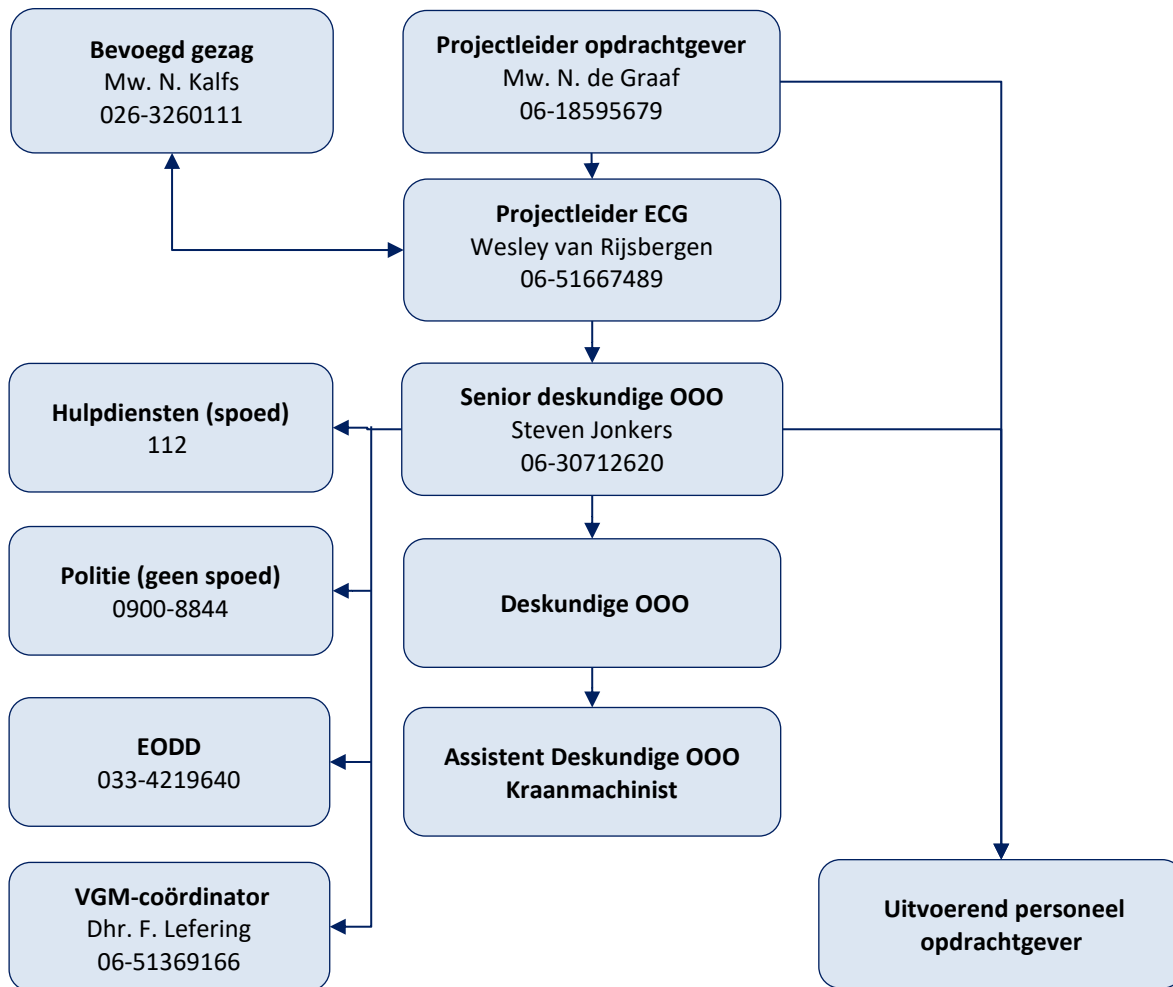 Bevoegd gezag
Mw. N. Kalfs
026-3260111
Projectleider opdrachtgever
Mw. N. de Graaf
06-18595679
Projectleider ECG
Wesley van Rijsbergen
06-51667489
Hulpdiensten (spoed)
112
Senior deskundige OOO
Steven Jonkers
06-30712620
Politie (geen spoed)
0900-8844
Deskundige OOO
EODD
033-4219640
Assistent Deskundige OOO
Kraanmachinist
VGM-coördinator
Dhr. F. Lefering
06-51369166
Uitvoerend personeel
opdrachtgever